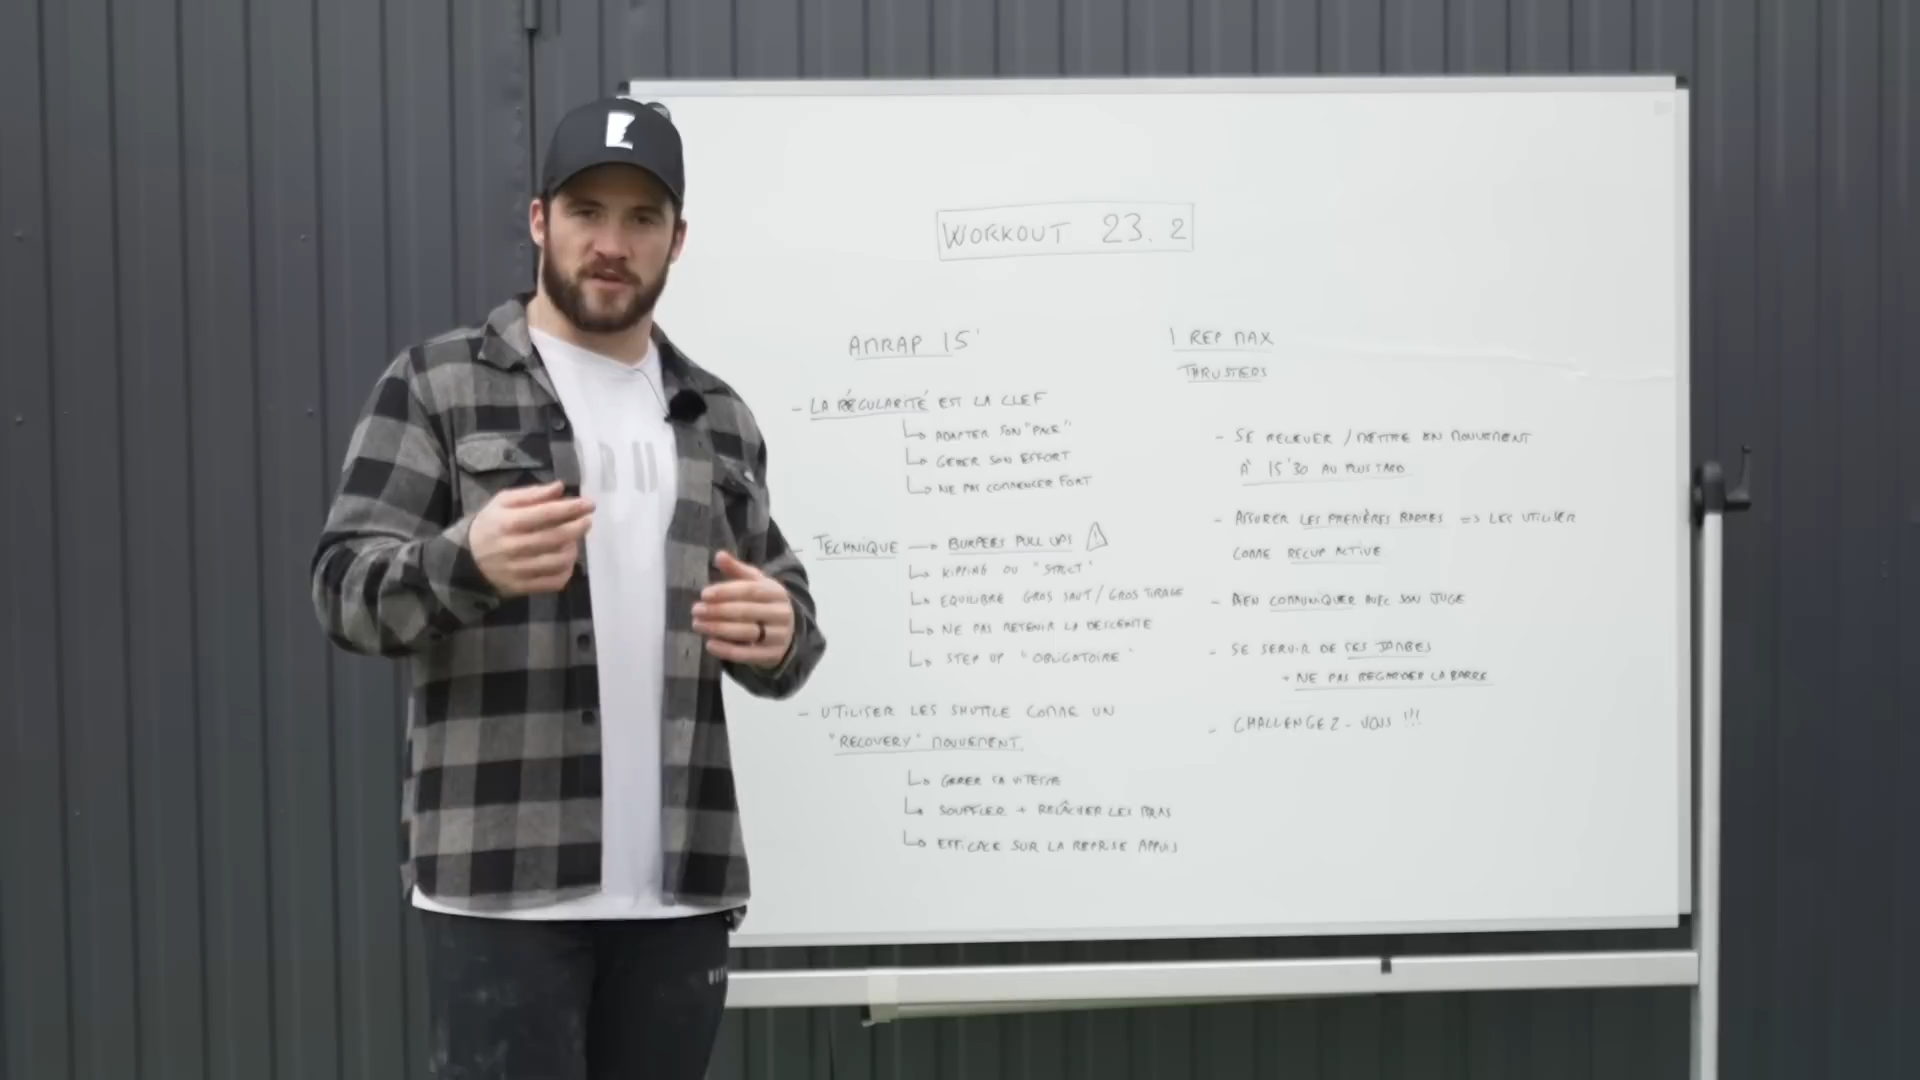 WORKOUT 23.2
AMRAP 15'
- LA RÉGULARITÉ EST LA CLEF
↳ ADAPTER SON "PACE"
↳ GERER SON EFFORT
↳ NE PAS COMMENCER FORT
- TECHNIQUE → BURPEES PULL UPS ⚠
↳ KIPPING OU "STRICT"
↳ EQUILIBRE GROS SAUT / GROS TIRAGE
↳ NE PAS RETENIR LA DESCENTE
↳ STEP UP "OBLIGATOIRE"
- UTILISER LES SHUTTLE COMME UN
"RECOVERY" MOUVEMENT.
↳ GERER SA VITESSE
↳ SOUFFLER + RELÂCHER LES BRAS
↳ EFFICACE SUR LA REPRISE APPUIS
1 REP MAX
THRUSTERS
- SE RELEVER / METTRE EN MOUVEMENT
À 15'30 AU PLUS TARD
- ASSURER LES PREMIÈRES BARRES => LES UTILISER
COMME RECUP ACTIVE
- BIEN COMMUNIQUER AVEC SON JUGE
- SE SERVIR DE SES JAMBES
+ NE PAS REGARDER LA BARRE
- CHALLENGEZ-VOUS !!!